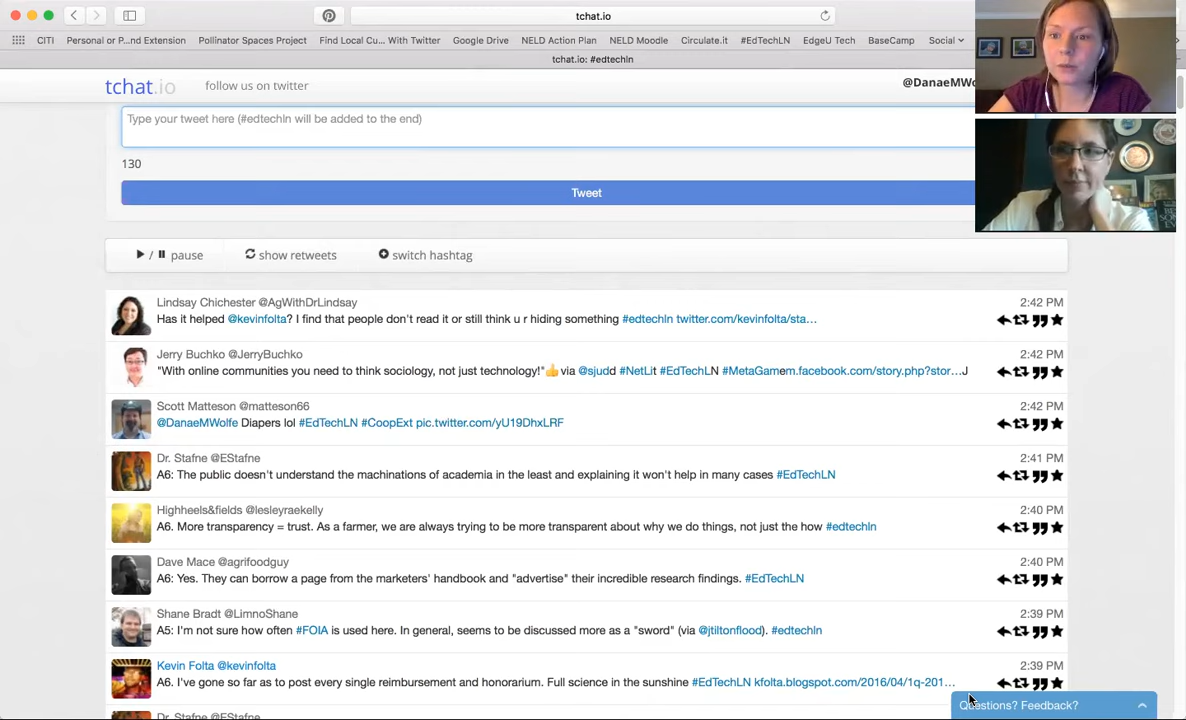 tchat.io
CITI Personal or P...nd Extension Pollinator Spaces Project Find Local Cu... With Twitter Google Drive NELD Action Plan NELD Moodle Circulate.it #EdTechLN EdgeU Tech BaseCamp Social
tchat.io: #edtechln
tchat.io follow us on twitter @DanaeMWo
Type your tweet here (#edtechln will be added to the end)
130
Tweet
/ pause show retweets switch hashtag
Lindsay Chichester @AgWithDrLindsay 2:42 PM
Has it helped @kevinfolta? I find that people don't read it or still think u r hiding something #edtechln twitter.com/kevinfolta/sta…
Jerry Buchko @JerryBuchko 2:42 PM
"With online communities you need to think sociology, not just technology!"👍via @sjudd #NetLit #EdTechLN #MetaGamem.facebook.com/story.php?stor…J
Scott Matteson @matteson66 2:42 PM
@DanaeMWolfe Diapers lol #EdTechLN #CoopExt pic.twitter.com/yU19DhxLRF
Dr. Stafne @EStafne 2:41 PM
A6: The public doesn't understand the machinations of academia in the least and explaining it won't help in many cases #EdTechLN
Highheels&fields @lesleyraekelly 2:40 PM
A6. More transparency = trust. As a farmer, we are always trying to be more transparent about why we do things, not just the how #edtechln
Dave Mace @agrifoodguy 2:40 PM
A6: Yes. They can borrow a page from the marketers' handbook and "advertise" their incredible research findings. #EdTechLN
Shane Bradt @LimnoShane 2:39 PM
A5: I'm not sure how often #FOIA is used here. In general, seems to be discussed more as a "sword" (via @jtiltonflood). #edtechln
Kevin Folta @kevinfolta 2:39 PM
A6. I've gone so far as to post every single reimbursement and honorarium. Full science in the sunshine #EdTechLN kfolta.blogspot.com/2016/04/1q-201…
Questions? Feedback?
Dr. Stafne @EStafne